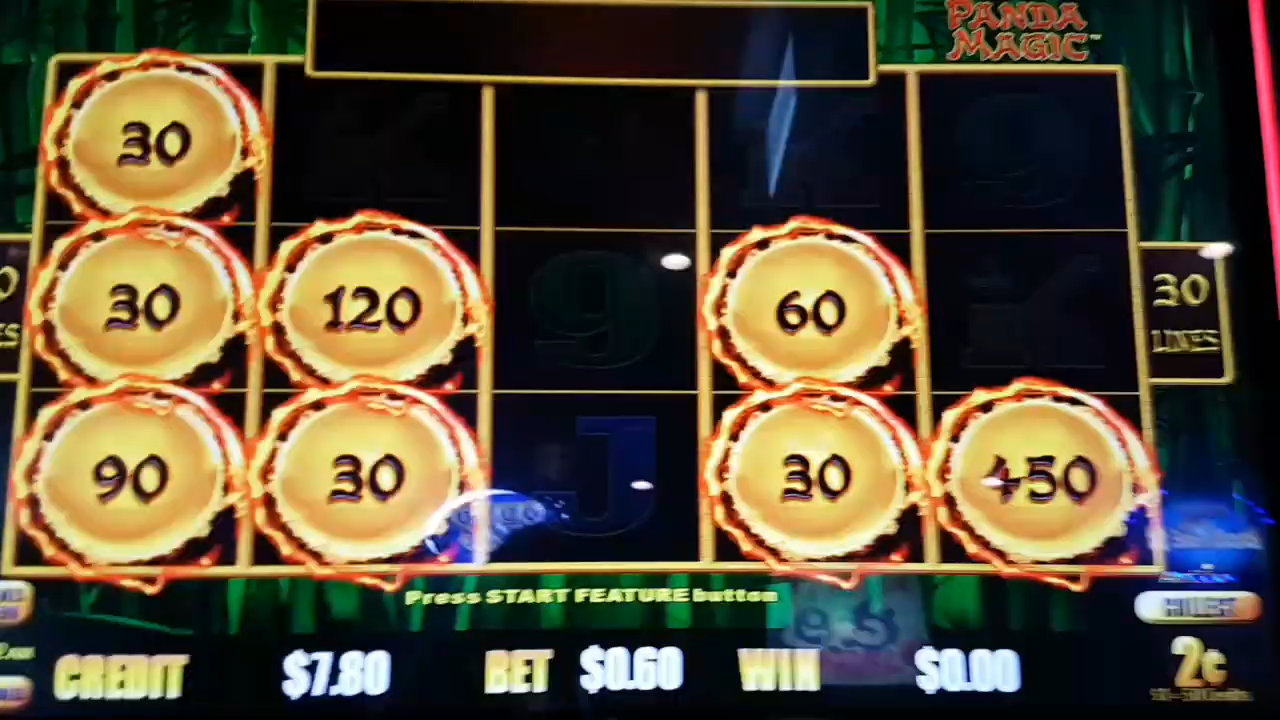 PANDA
MAGIC™
30
30
120
60
30
LINES
90
30
30
450
Press START FEATURE button
CREDIT $7.80 BET $0.60 WIN $0.00
2¢